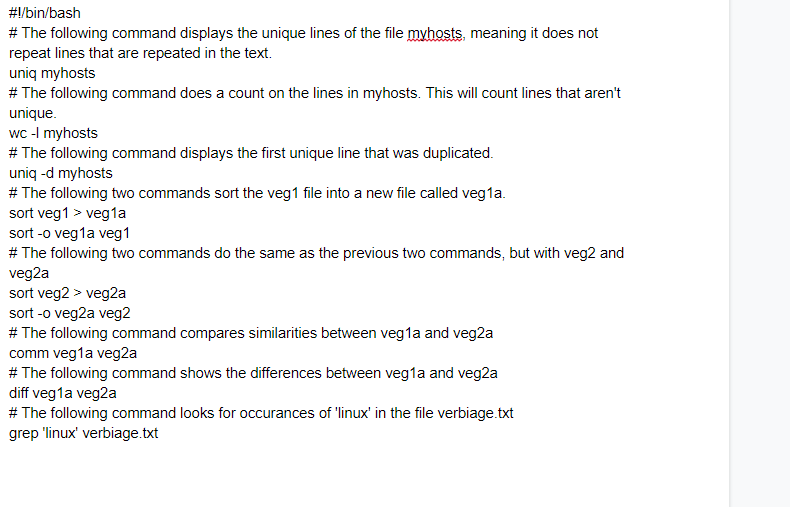 #!/bin/bash
# The following command displays the unique lines of the file myhosts, meaning it does not
repeat lines that are repeated in the text.
uniq myhosts
# The following command does a count on the lines in myhosts. This will count lines that aren't
unique.
wc -l myhosts
# The following command displays the first unique line that was duplicated.
uniq -d myhosts
# The following two commands sort the veg1 file into a new file called veg1a.
sort veg1 > veg1a
sort -o veg1a veg1
# The following two commands do the same as the previous two commands, but with veg2 and
veg2a
sort veg2 > veg2a
sort -o veg2a veg2
# The following command compares similarities between veg1a and veg2a
comm veg1a veg2a
# The following command shows the differences between veg1a and veg2a
diff veg1a veg2a
# The following command looks for occurances of 'linux' in the file verbiage.txt
grep 'linux' verbiage.txt